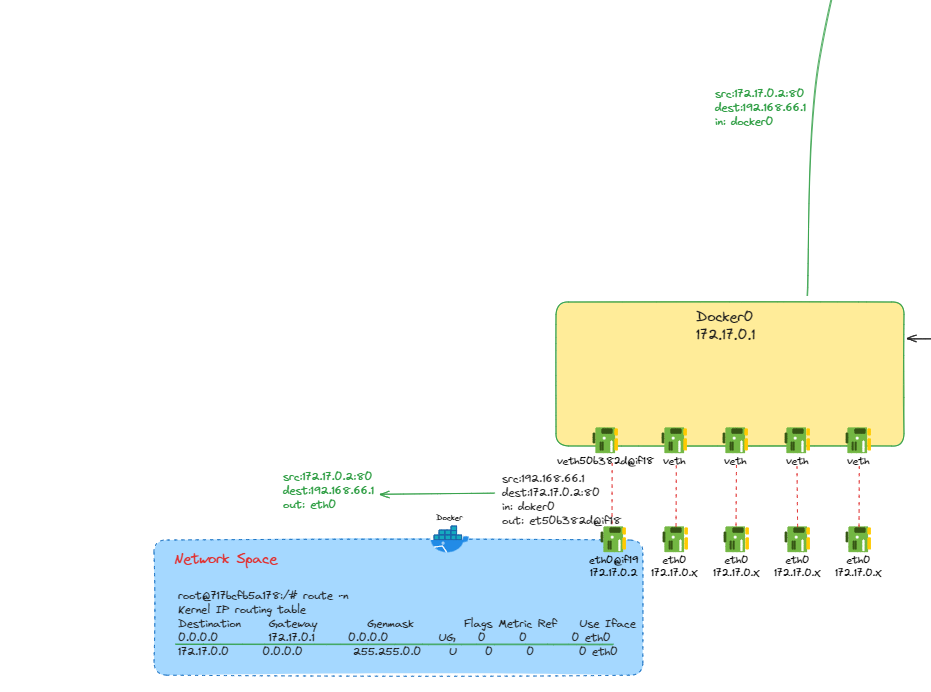 src:172.17.0.2:80
dest:192.168.66.1
in: docker0
Docker0
172.17.0.1
veth50b382d@if18 veth veth veth veth
src:172.17.0.2:80
dest:192.168.66.1
out: eth0
src:192.168.66.1
dest:172.17.0.2:80
in: doker0
out: et50b382d@if18
Docker
eth0@if19 eth0 eth0 eth0 eth0
172.17.0.2 172.17.0.x 172.17.0.x 172.17.0.x 172.17.0.x
Network Space
root@717bcfb5a178:/# route -n
Kernel IP routing table
Destination Gateway Genmask Flags Metric Ref Use Iface
0.0.0.0 172.17.0.1 0.0.0.0 UG 0 0 0 eth0
172.17.0.0 0.0.0.0 255.255.0.0 U 0 0 0 eth0